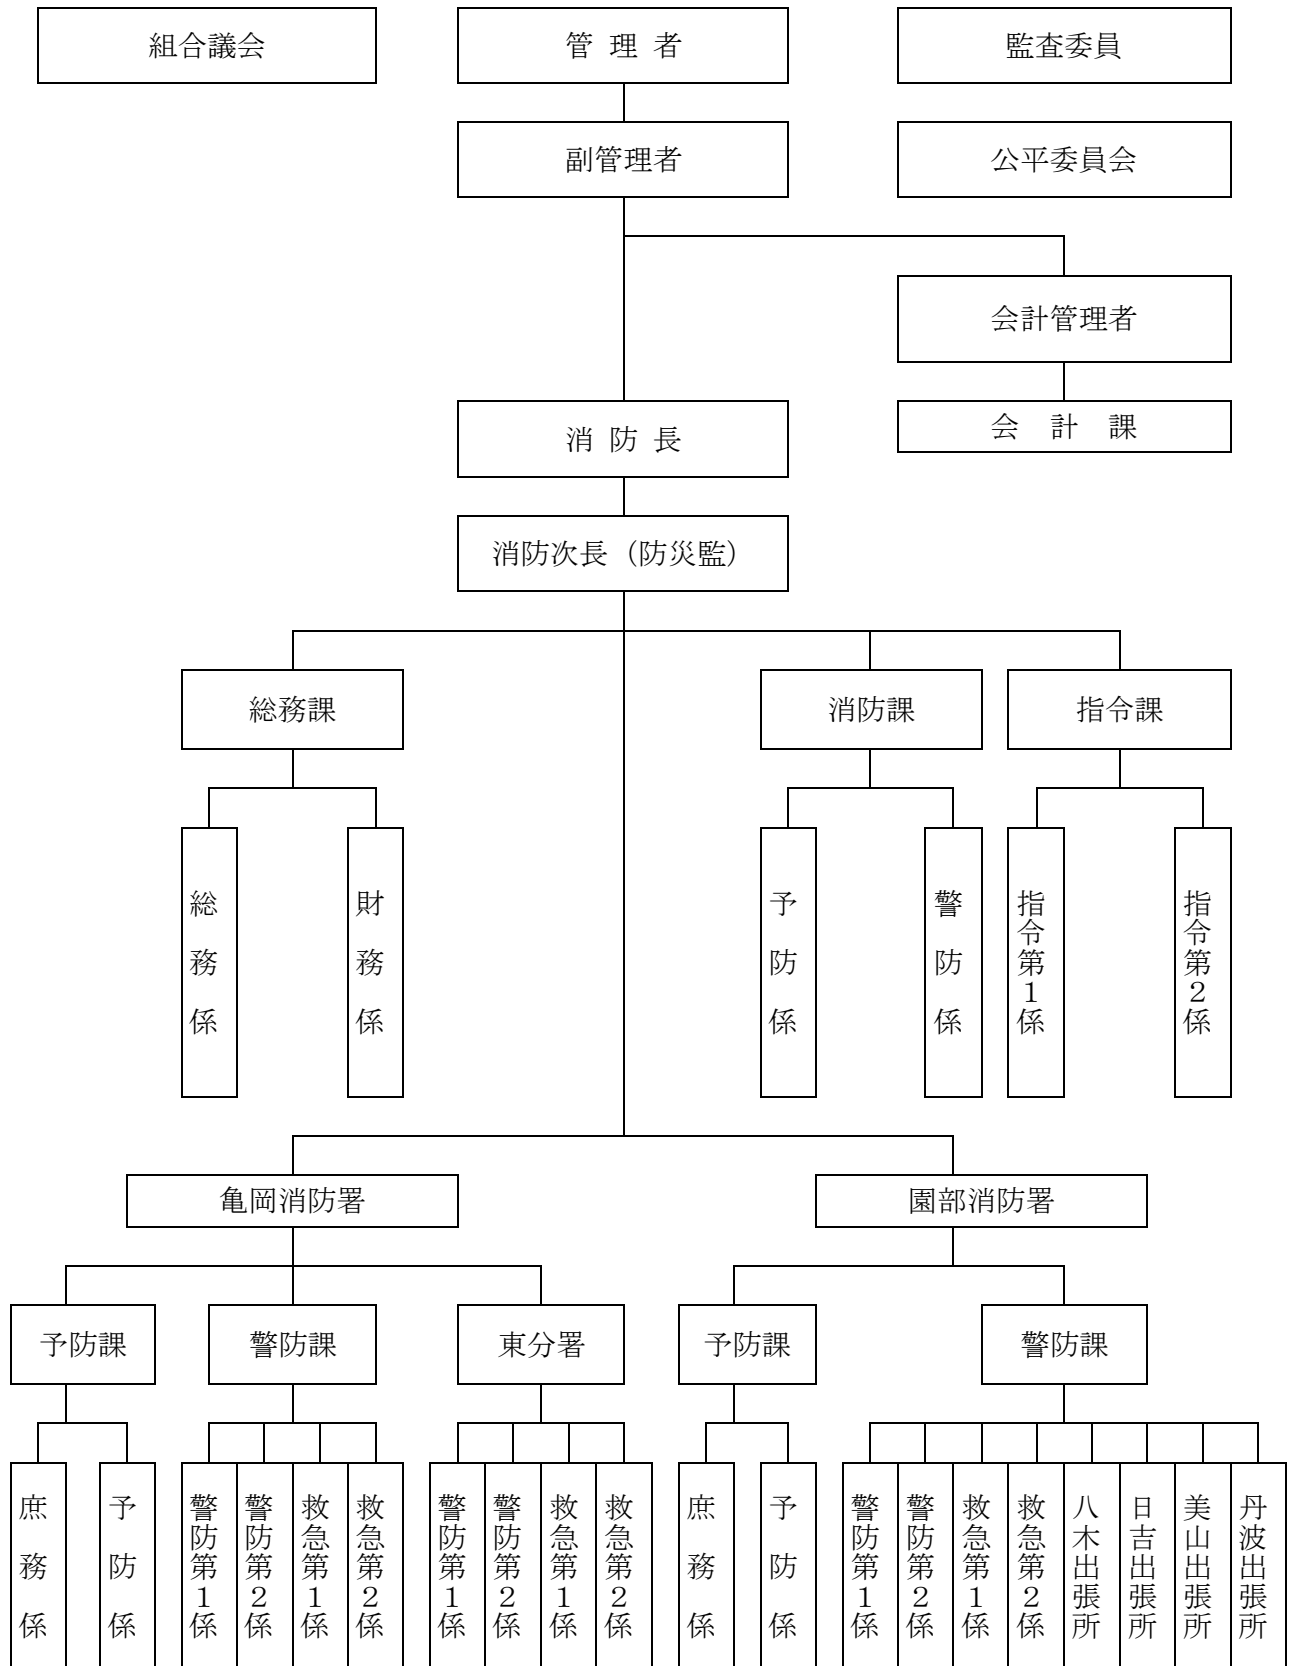 組合議会
管 理 者
監査委員
副管理者
公平委員会
会計管理者
消 防 長
会 計 課
消防次長（防災監）
総務課
消防課
指令課
総務係
財務係
予防係
警防係
指令第1係
指令第2係
亀岡消防署
園部消防署
予防課
警防課
東分署
予防課
警防課
庶務係
予防係
警防第1係
警防第2係
救急第1係
救急第2係
警防第1係
警防第2係
救急第1係
救急第2係
庶務係
予防係
警防第1係
警防第2係
救急第1係
救急第2係
八木出張所
日吉出張所
美山出張所
丹波出張所